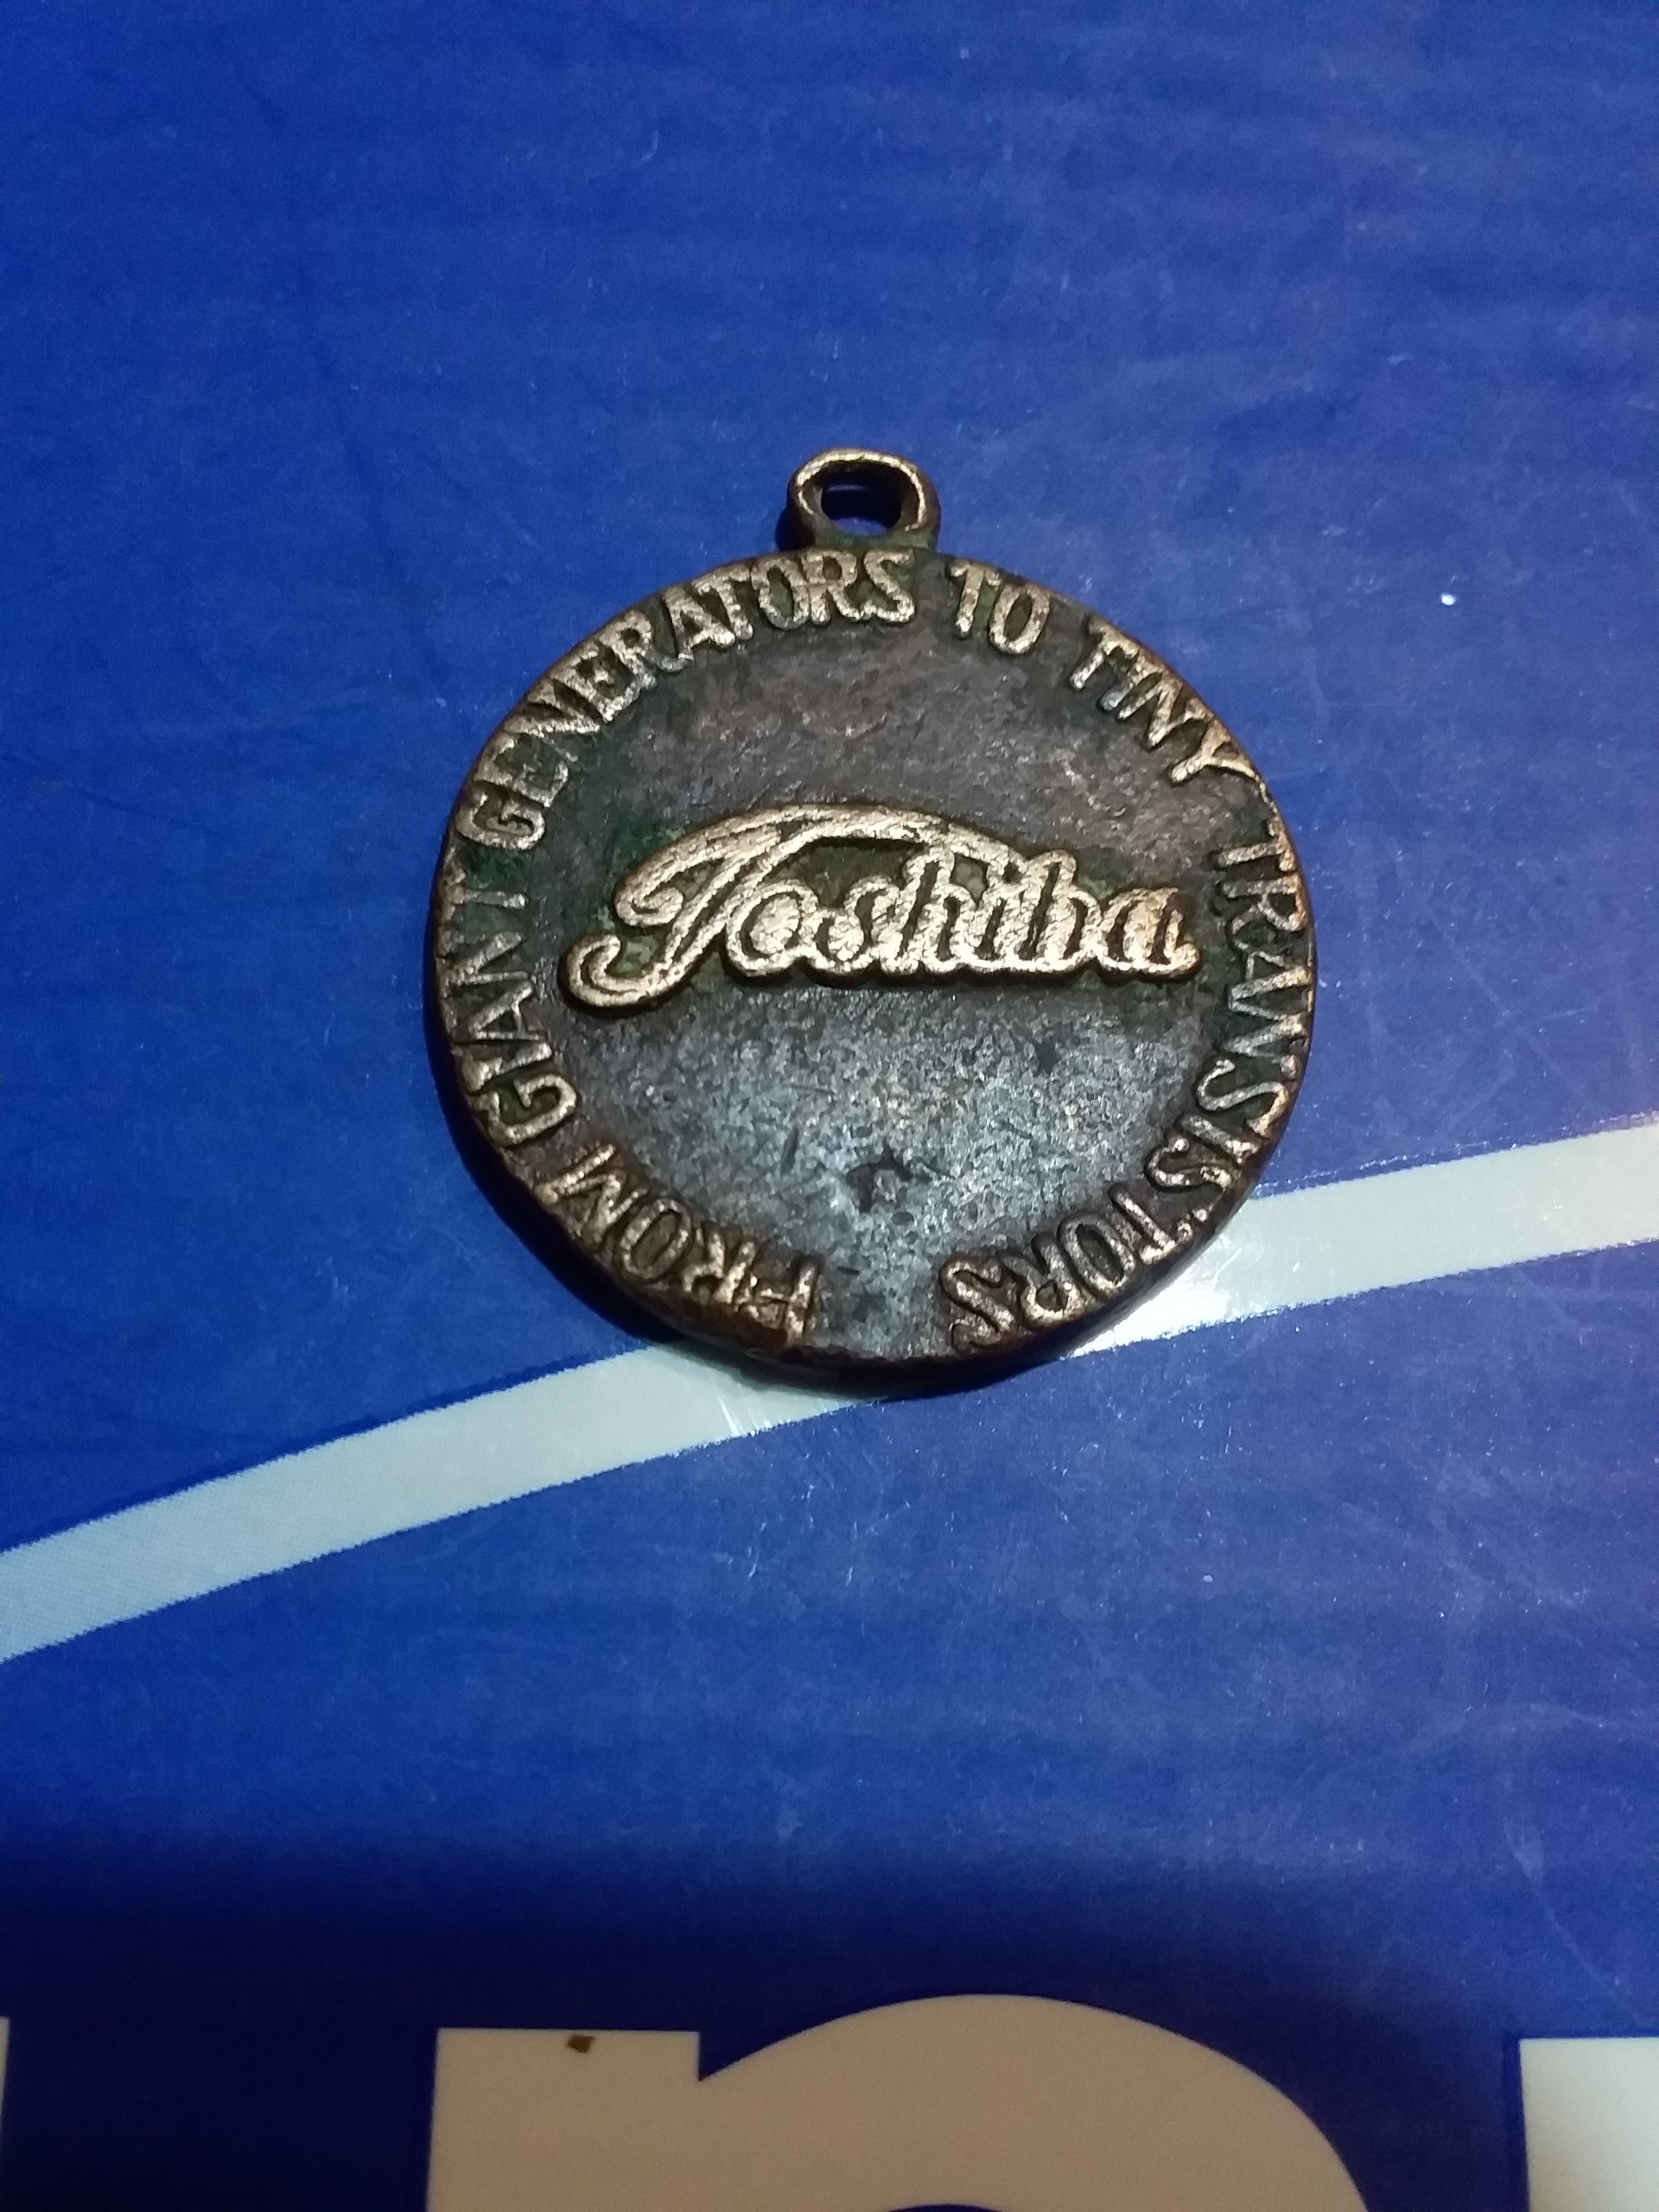 FROM GIANT GENERATORS TO TINY TRANSISTORS
Toshiba